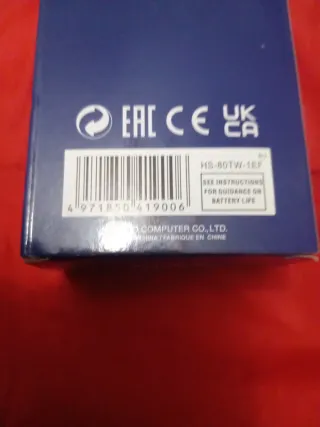 EAC CE UK
CA
HS-80TW-1EF
SEE INSTRUCTIONS
FOR GUIDANCE ON
BATTERY LIFE
4 971850 419006
COMPUTER CO., LTD.
EN CHINE